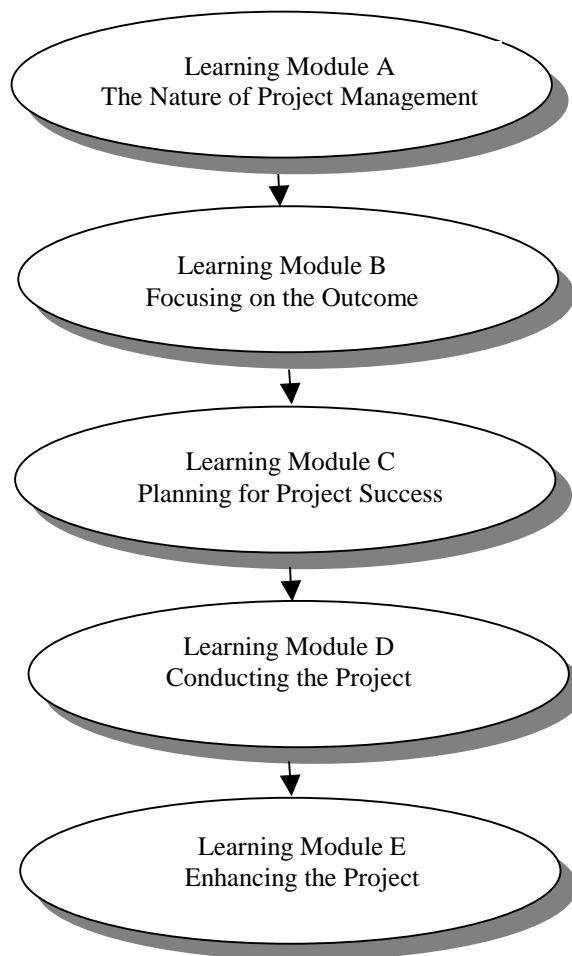 Learning Module A
The Nature of Project Management
Learning Module B
Focusing on the Outcome
Learning Module C
Planning for Project Success
Learning Module D
Conducting the Project
Learning Module E
Enhancing the Project